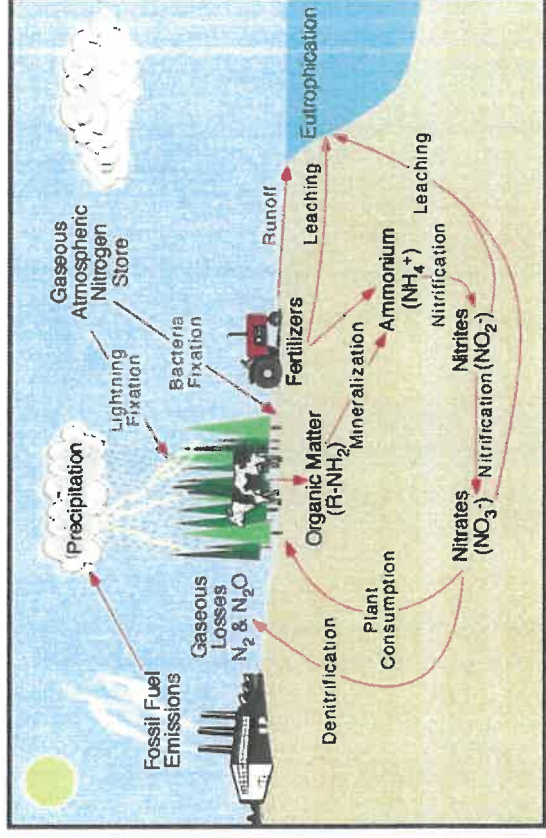 Gaseous
Atmospheric
Nitrogen
Store
Precipitation
Lightning
Fixation
Bacteria
Fixation
Fossil Fuel
Emissions
Gaseous
Losses
N₂ & N₂O
Fertilizers
Runoff
Leaching
Eutrophication
Organic Matter
(R-NH₂)
Mineralization
Ammonium
(NH₄⁺)
Denitrification
Plant
Consumption
Nitrification
Leaching
Nitrates
(NO₃⁻)
Nitrification
Nitrites
(NO₂⁻)